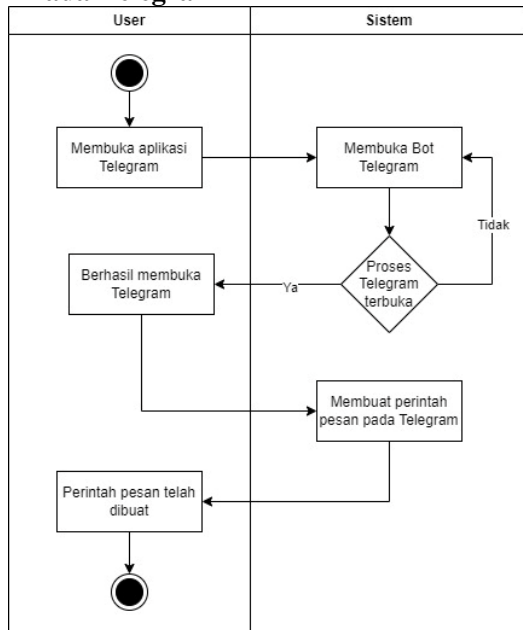 User
Sistem
Membuka aplikasi
Telegram
Membuka Bot
Telegram
Tidak
Proses
Telegram
terbuka
Ya
Berhasil membuka
Telegram
Membuat perintah
pesan pada Telegram
Perintah pesan telah
dibuat